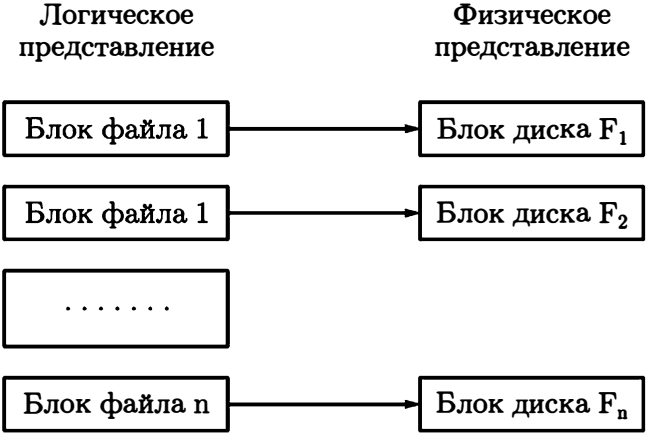 Логическое
представление
Физическое
представление
Блок файла 1
Блок диска F₁
Блок файла 1
Блок диска F₂
. . . . . . .
Блок файла n
Блок диска Fₙ